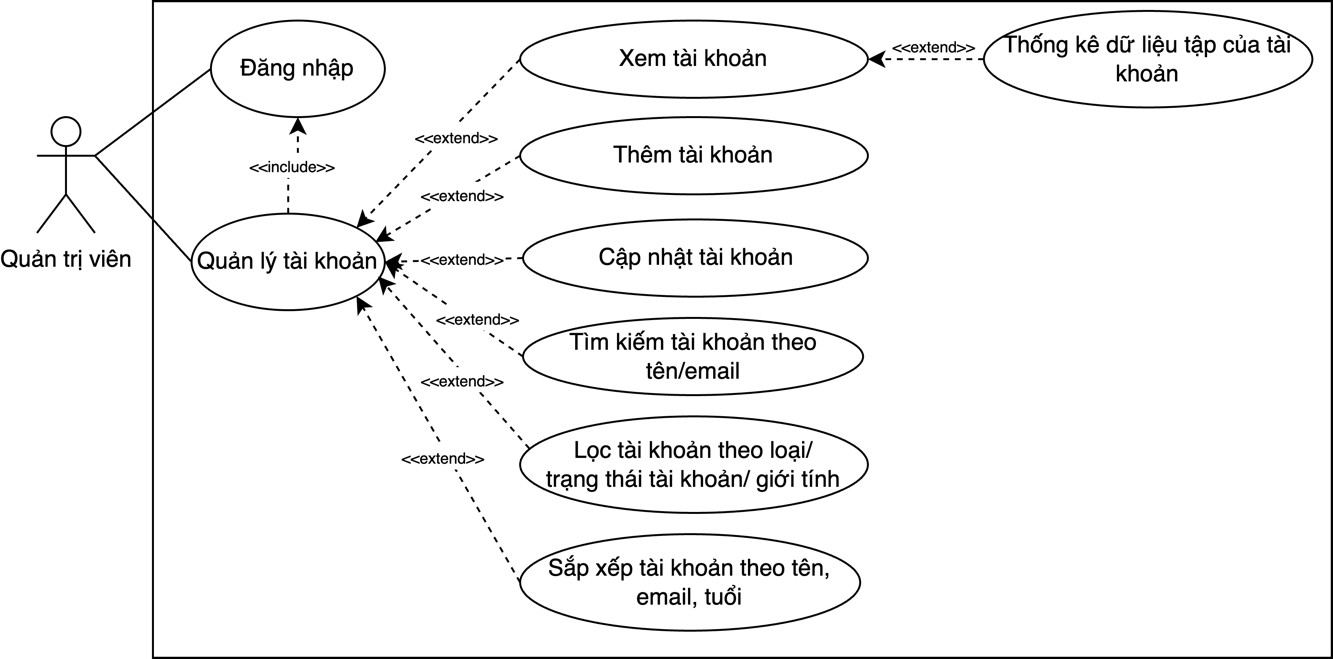 Đăng nhập
<<include>>
Quản trị viên
Quản lý tài khoản
<<extend>>
<<extend>>
<<extend>>
<<extend>>
<<extend>>
<<extend>>
Xem tài khoản
<<extend>>
Thống kê dữ liệu tập của tài
khoản
Thêm tài khoản
Cập nhật tài khoản
Tìm kiếm tài khoản theo
tên/email
Lọc tài khoản theo loại/
trạng thái tài khoản/ giới tính
Sắp xếp tài khoản theo tên,
email, tuổi